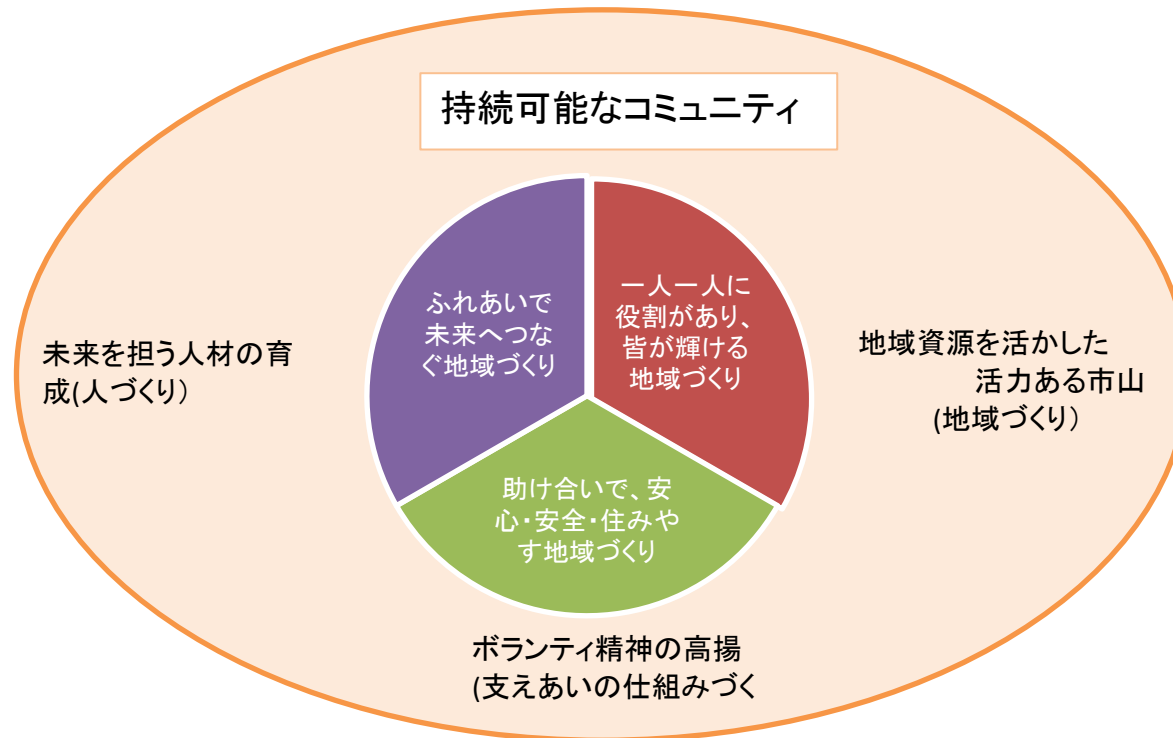 持続可能なコミュニティ
ふれあいで
未来へつな
ぐ地域づくり
一人一人に
役割があり、
皆が輝ける
地域づくり
助け合いで、安
心・安全・住みや
す地域づくり
未来を担う人材の育
成(人づくり）
地域資源を活かした
活力ある市山
(地域づくり）
ボランティ精神の高揚
(支えあいの仕組みづく